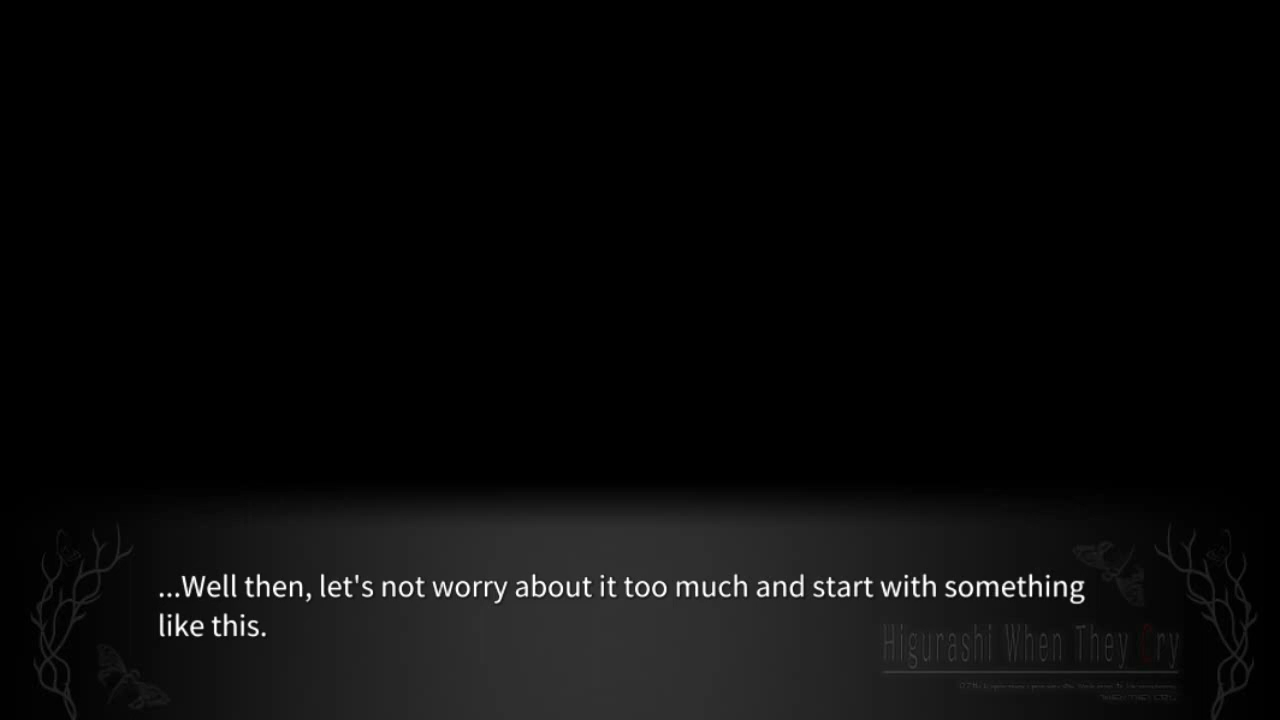 ...Well then, let's not worry about it too much and start with something
like this.
Higurashi When They Cry